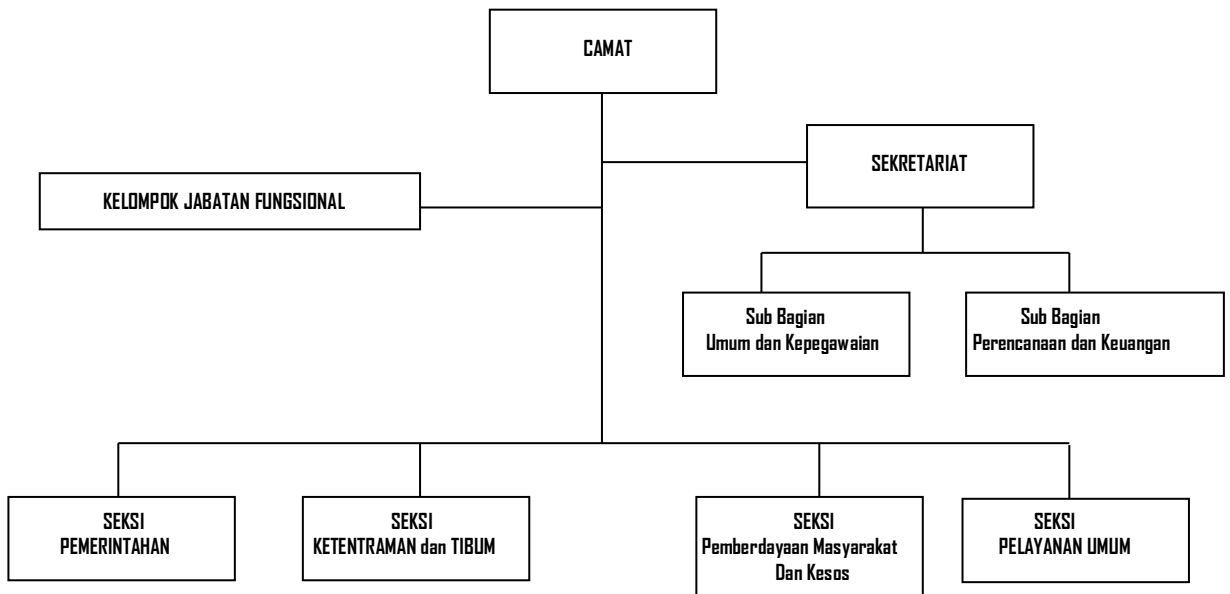 CAMAT
SEKRETARIAT
KELOMPOK JABATAN FUNGSIONAL
Sub Bagian
Umum dan Kepegawaian
Sub Bagian
Perencanaan dan Keuangan
SEKSI
PEMERINTAHAN
SEKSI
KETENTRAMAN dan TIBUM
SEKSI
Pemberdayaan Masyarakat
Dan Kesos
SEKSI
PELAYANAN UMUM